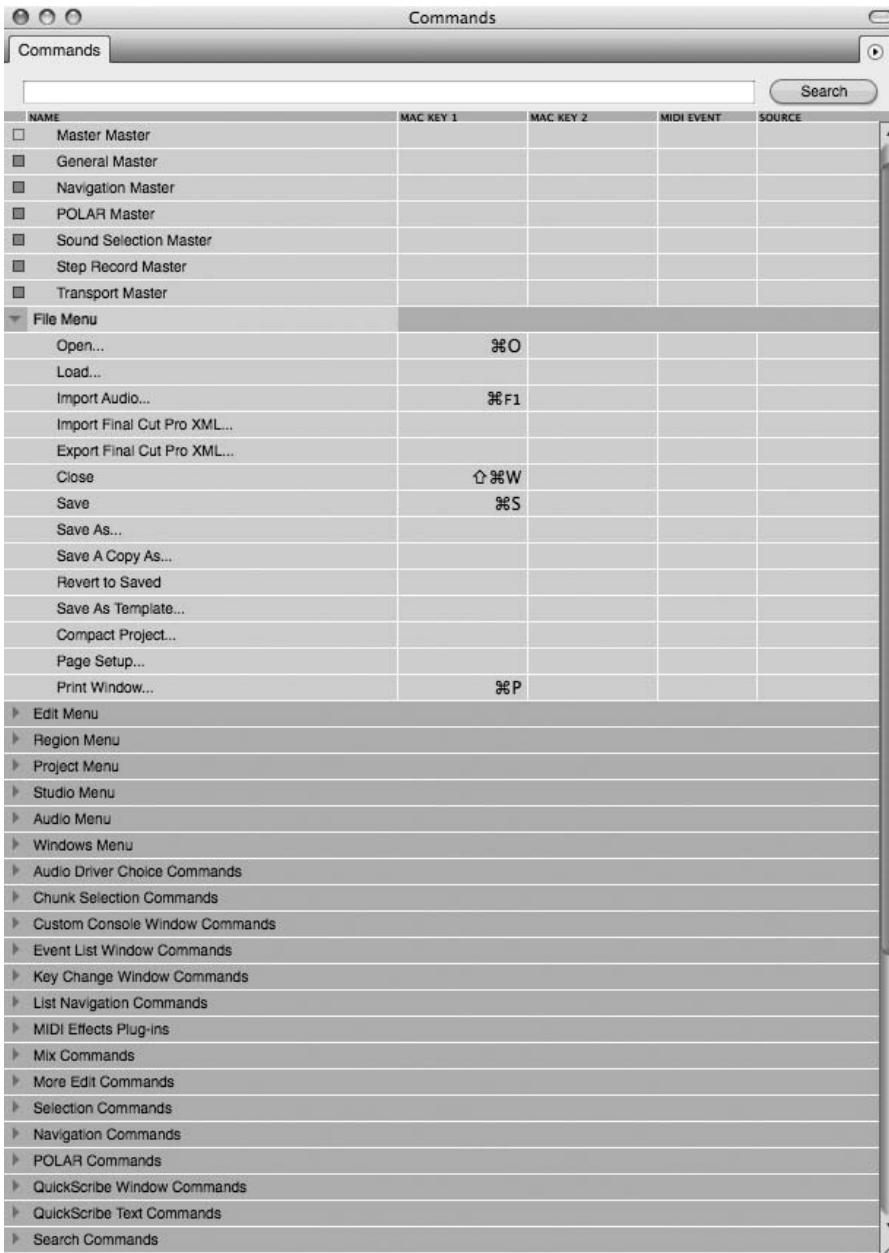 Commands
Commands
Search
NAME MAC KEY 1 MAC KEY 2 MIDI EVENT SOURCE
Master Master
General Master
Navigation Master
POLAR Master
Sound Selection Master
Step Record Master
Transport Master
File Menu
Open... ⌘O
Load...
Import Audio... ⌘F1
Import Final Cut Pro XML...
Export Final Cut Pro XML...
Close ⇧⌘W
Save ⌘S
Save As...
Save A Copy As...
Revert to Saved
Save As Template...
Compact Project...
Page Setup...
Print Window... ⌘P
Edit Menu
Region Menu
Project Menu
Studio Menu
Audio Menu
Windows Menu
Audio Driver Choice Commands
Chunk Selection Commands
Custom Console Window Commands
Event List Window Commands
Key Change Window Commands
List Navigation Commands
MIDI Effects Plug-ins
Mix Commands
More Edit Commands
Selection Commands
Navigation Commands
POLAR Commands
QuickScribe Window Commands
QuickScribe Text Commands
Search Commands